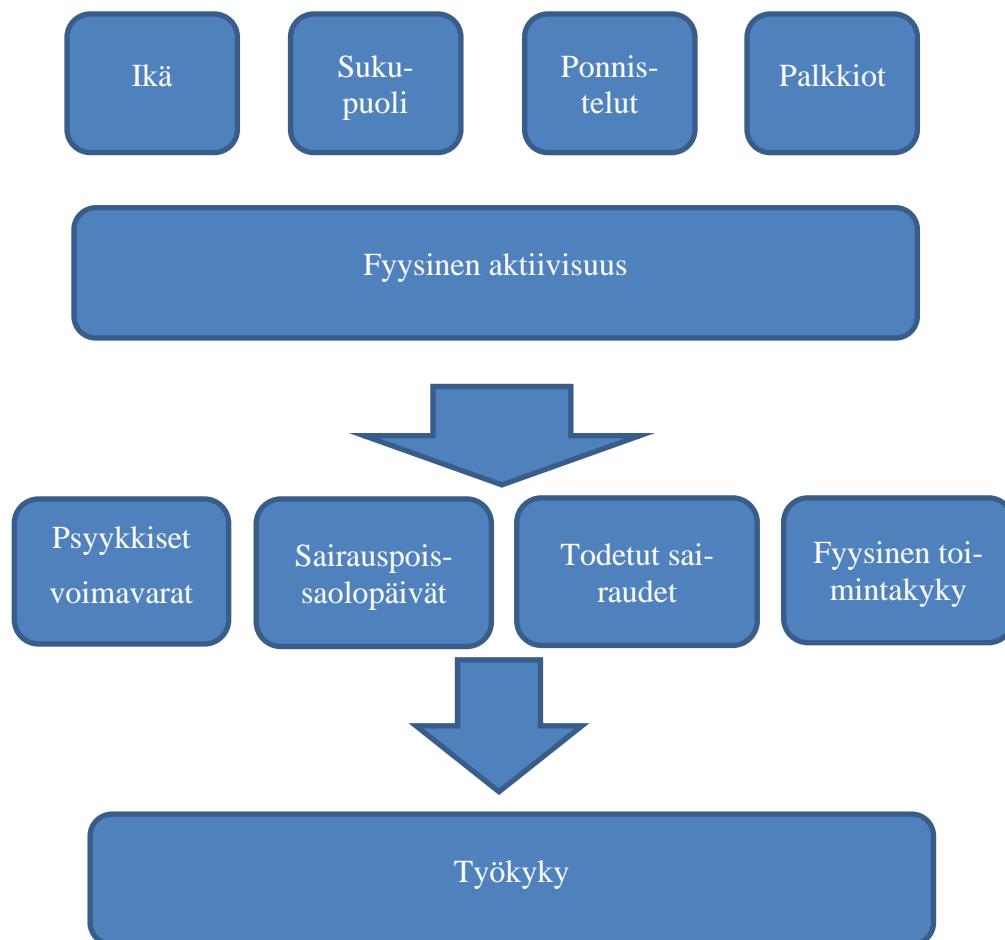 Ikä
Suku-
puoli
Ponnis-
telut
Palkkiot
Fyysinen aktiivisuus
Psyykkiset
voimavarat
Sairauspois-
saolopäivät
Todetut sai-
raudet
Fyysinen toi-
mintakyky
Työkyky